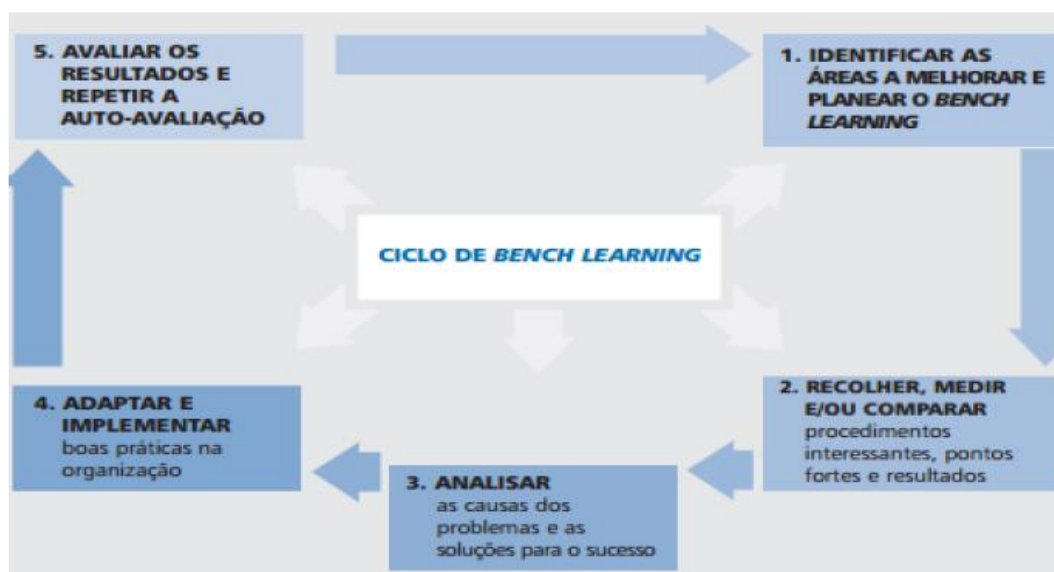 5. AVALIAR OS
RESULTADOS E
REPETIR A
AUTO-AVALIAÇÃO
1. IDENTIFICAR AS
ÁREAS A MELHORAR E
PLANEAR O BENCH
LEARNING
CICLO DE BENCH LEARNING
2. RECOLHER, MEDIR
E/OU COMPARAR
procedimentos
interessantes, pontos
fortes e resultados
3. ANALISAR
as causas dos
problemas e as
soluções para o sucesso
4. ADAPTAR E
IMPLEMENTAR
boas práticas na
organização